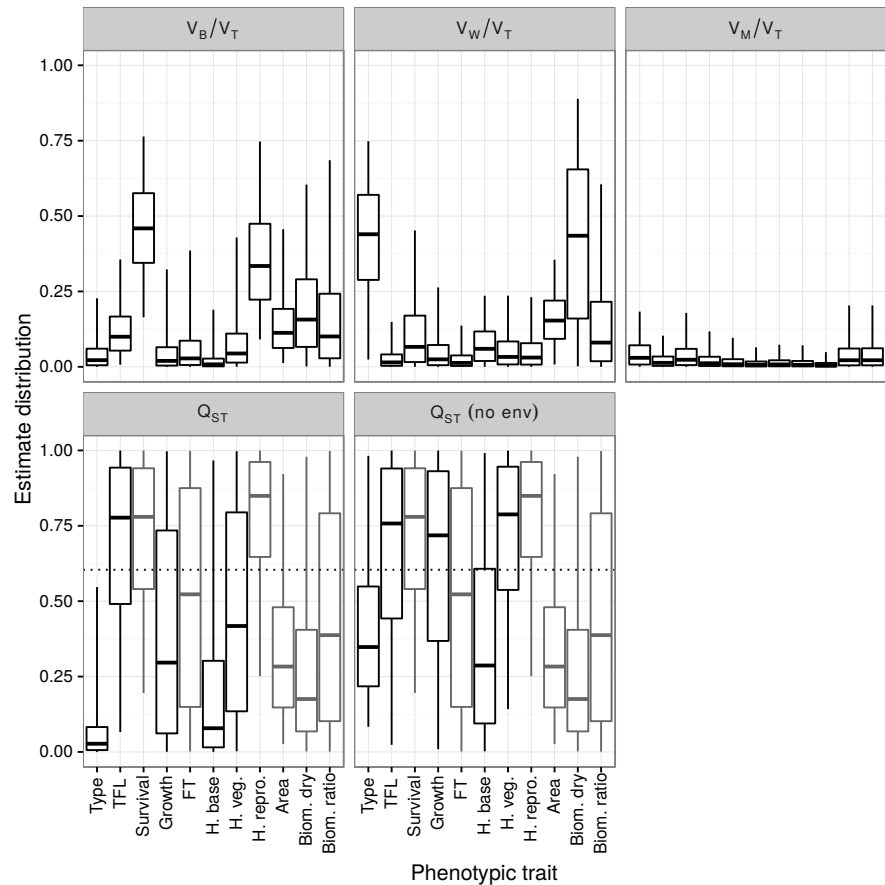 V_B/V_T
V_W/V_T
V_M/V_T
1.00
0.75
0.50
0.25
0.00
Q_ST
Q_ST (no env)
1.00
0.75
0.50
0.25
0.00
Estimate distribution
Type
TFL
Survival
Growth
FT
H. base
H. veg.
H. repro.
Area
Biom. dry
Biom. ratio
Type
TFL
Survival
Growth
FT
H. base
H. veg.
H. repro.
Area
Biom. dry
Biom. ratio
Phenotypic trait